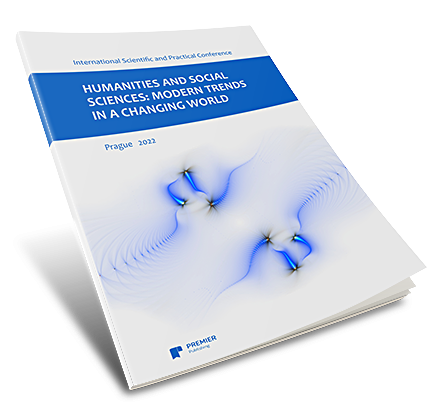 International Scientific and Practical Conference
HUMANITIES AND SOCIAL
SCIENCES: MODERN TRENDS
IN A CHANGING WORLD
Prague 2022
PREMIER
Publishing